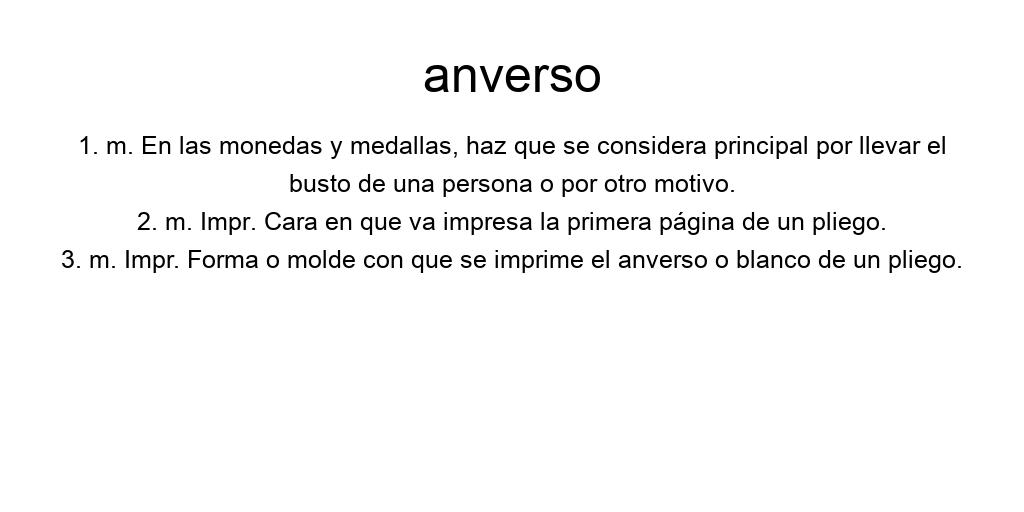 anverso
1. m. En las monedas y medallas, haz que se considera principal por llevar el
busto de una persona o por otro motivo.
2. m. Impr. Cara en que va impresa la primera página de un pliego.
3. m. Impr. Forma o molde con que se imprime el anverso o blanco de un pliego.